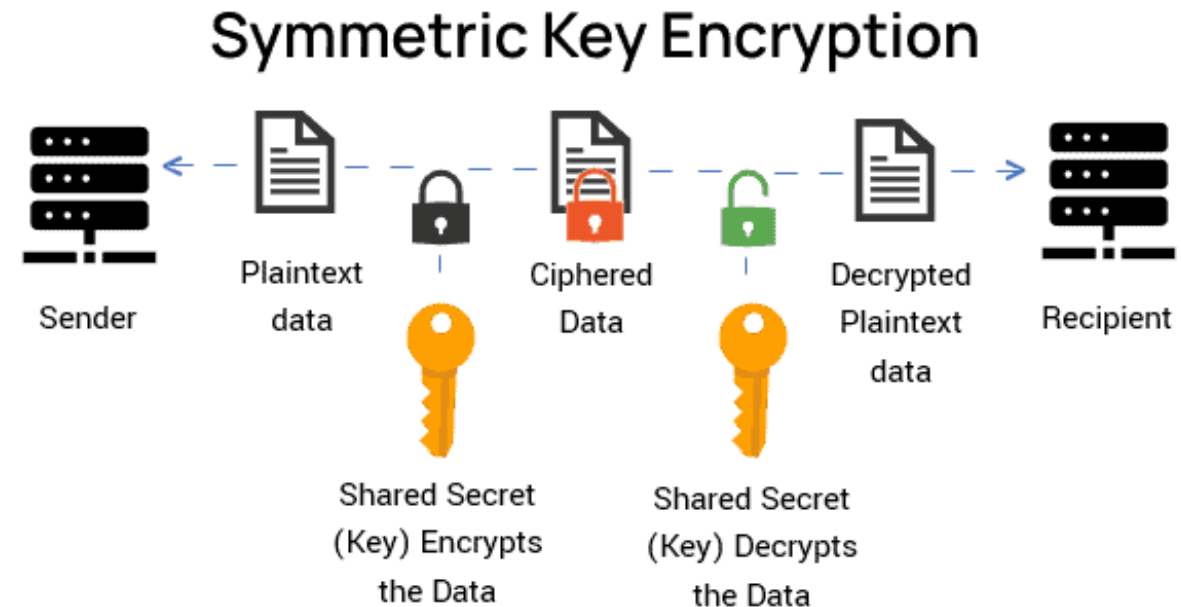 Symmetric Key Encryption
Sender
Plaintext
data
Ciphered
Data
Decrypted
Plaintext
data
Recipient
Shared Secret
(Key) Encrypts
the Data
Shared Secret
(Key) Decrypts
the Data